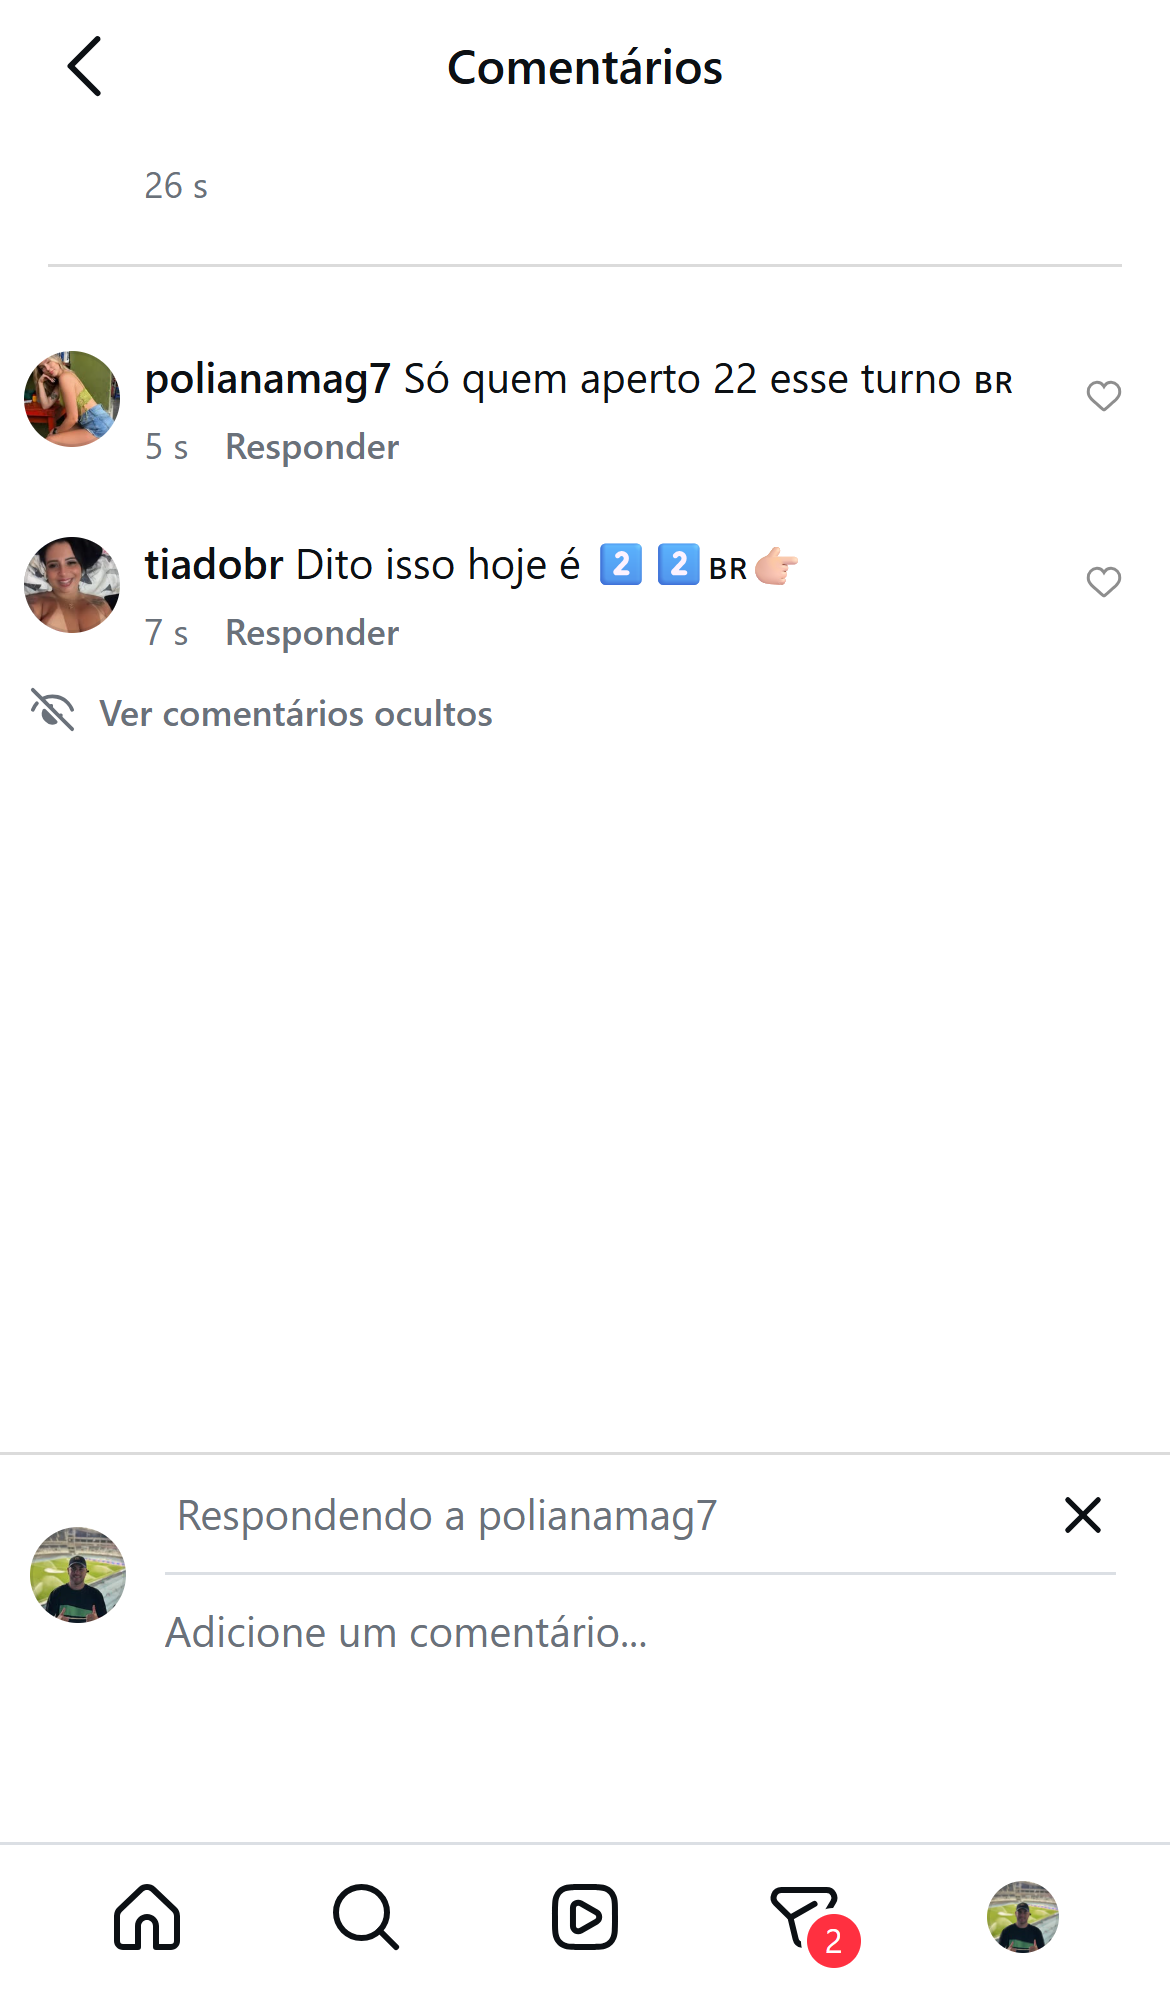 Comentários
26 s
polianamag7 Só quem aperto 22 esse turno BR
5 s Responder
tiadobr Dito isso hoje é 2️⃣ 2️⃣ BR👉🏻
7 s Responder
Ver comentários ocultos
Respondendo a polianamag7
Adicione um comentário...
2